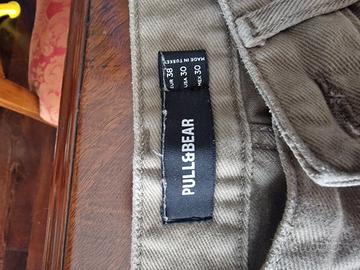 MADE IN TURKEY
EUR 38
USA 30
MEX 30
PULL&BEAR